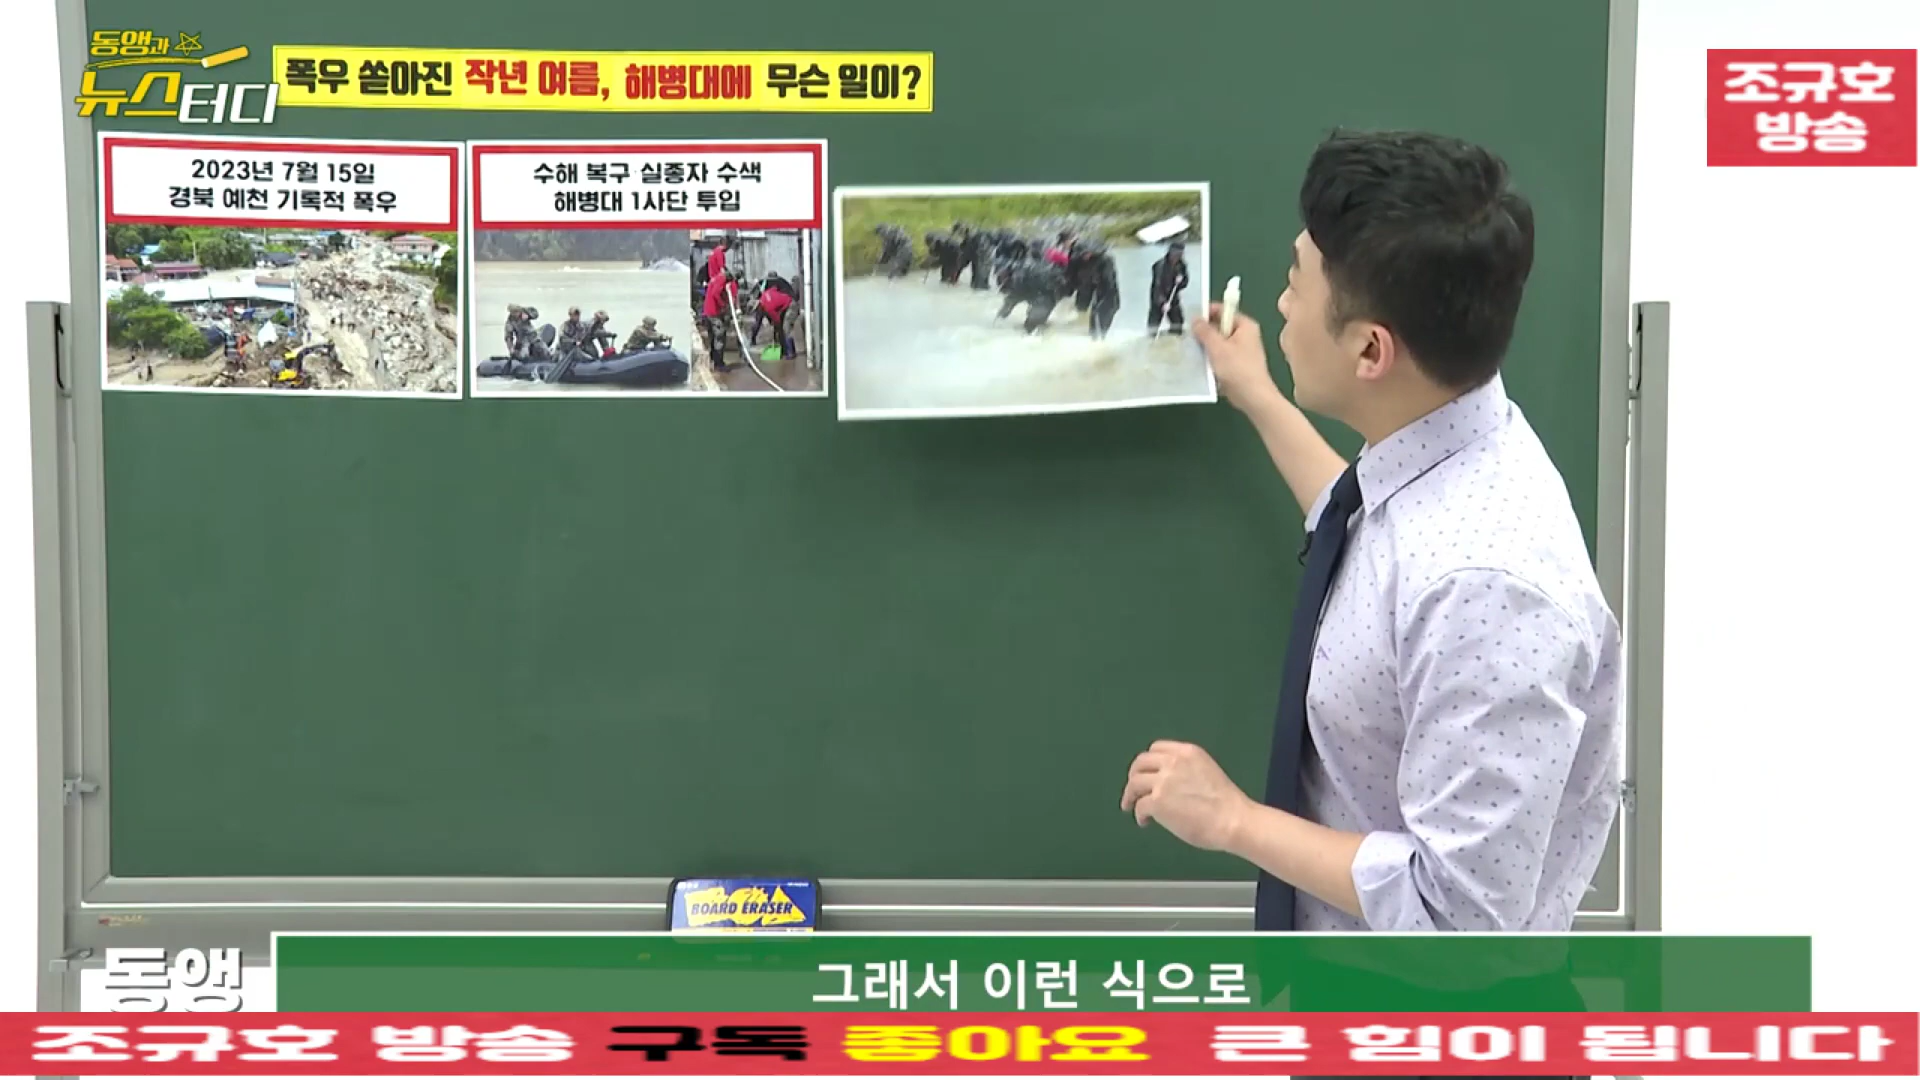 동앵과
뉴스터디
폭우 쏟아진 작년 여름, 해병대에 무슨 일이?
조규호
방송
2023년 7월 15일
경북 예천 기록적 폭우
수해 복구 실종자 수색
해병대 1사단 투입
BOARD ERASER
동앵
그래서 이런 식으로
조규호 방송 구독 좋아요 큰 힘이 됩니다